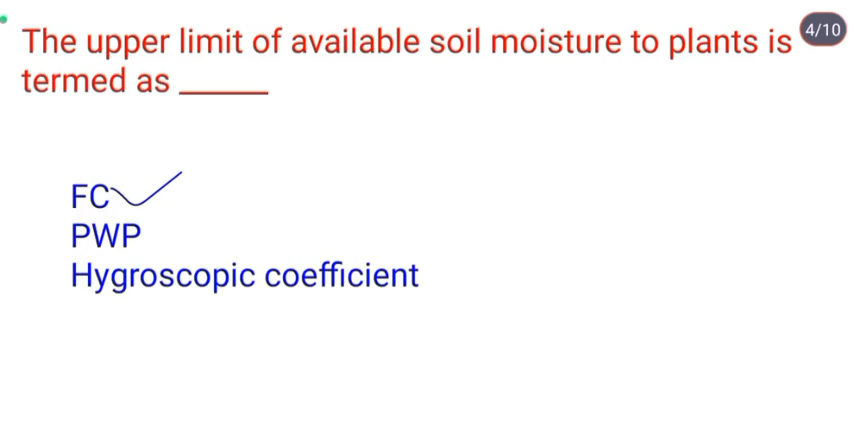 The upper limit of available soil moisture to plants is
4/10
termed as ______
FC
PWP
Hygroscopic coefficient